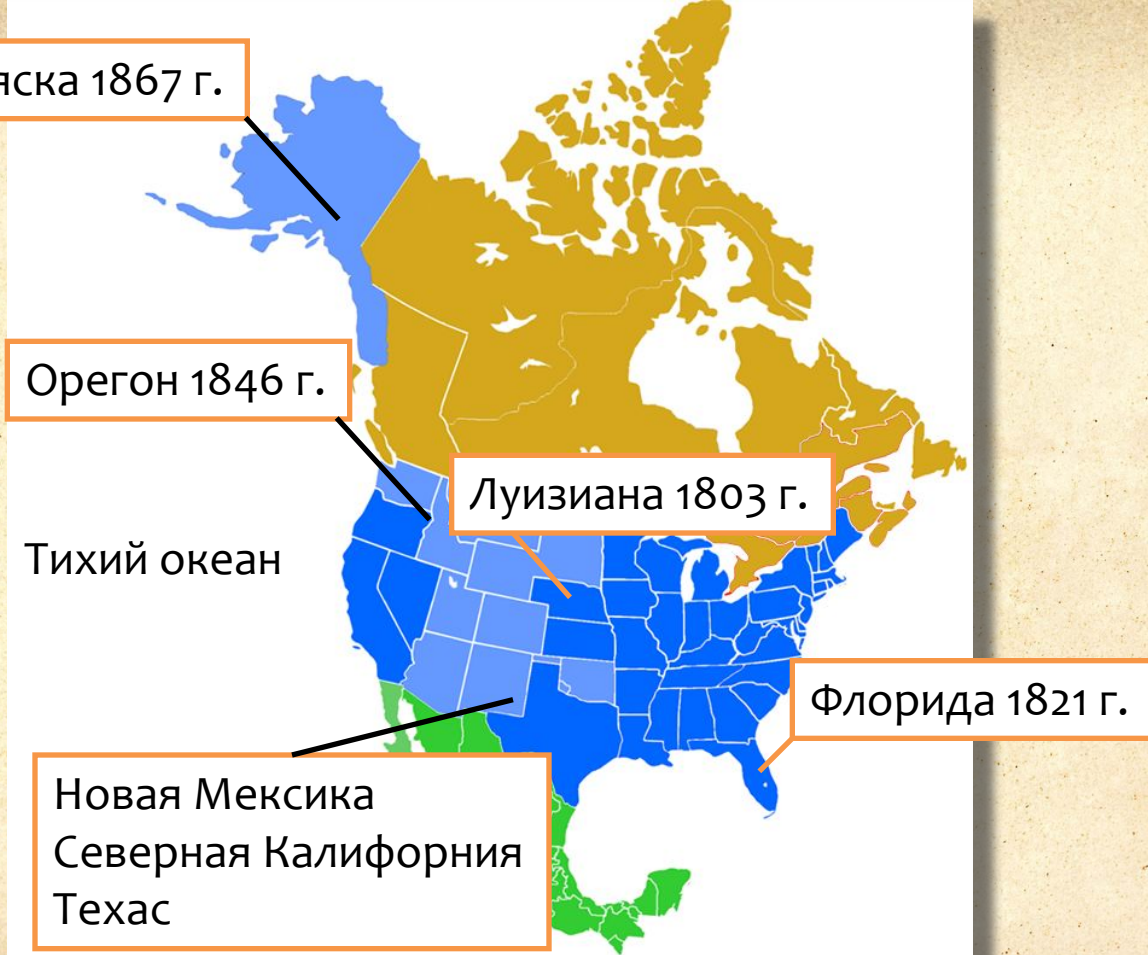 яска 1867 г.
Орегон 1846 г.
Луизиана 1803 г.
Тихий океан
Флорида 1821 г.
Новая Мексика
Северная Калифорния
Техас